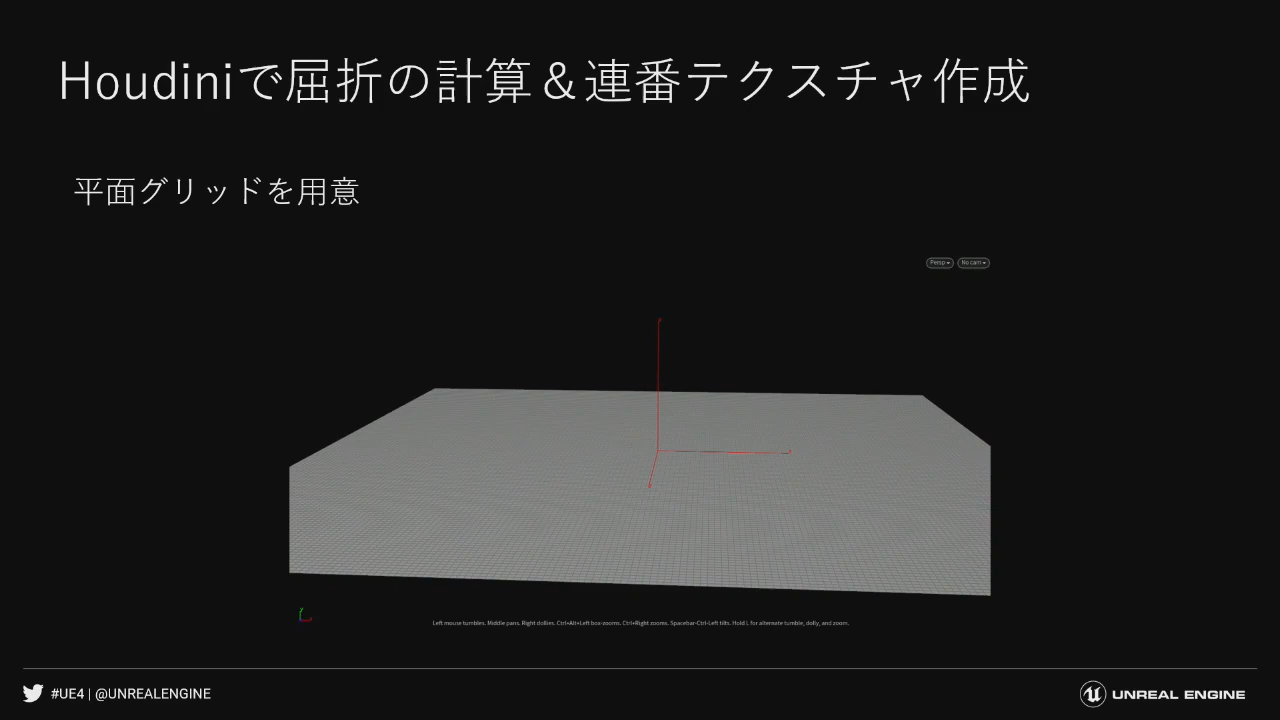 Houdiniで屈折の計算＆連番テクスチャ作成
平面グリッドを用意
Persp
No cam
Left mouse tumbles. Middle pans. Right dollies. Ctrl+Alt+Left box-zooms. Ctrl+Right zooms. Spacebar-Ctrl-Left tilts. Hold L for alternate tumble, dolly, and zoom.
#UE4 | @UNREALENGINE
UNREAL ENGINE